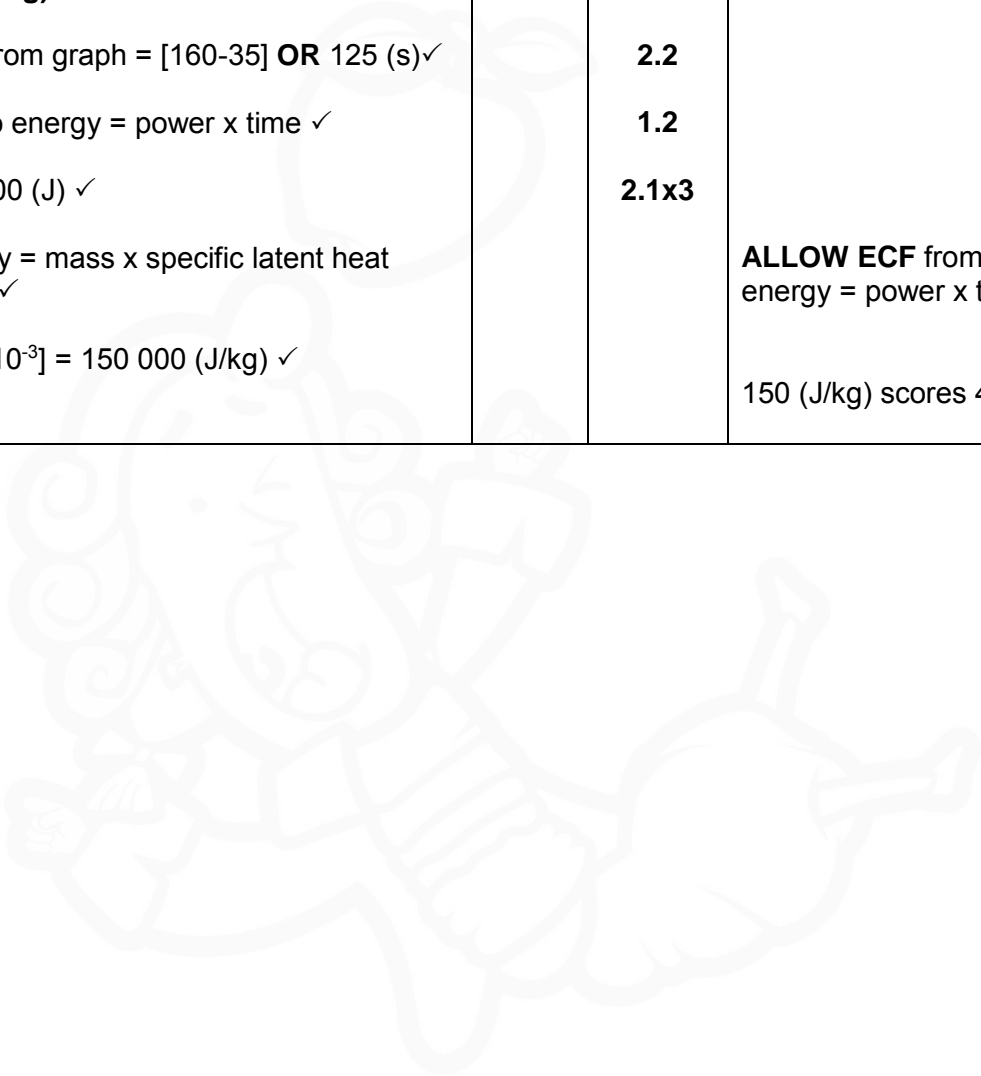 rom graph = [160-35] OR 125 (s)✓
2.2
energy = power x time ✓
1.2
00 (J) ✓
2.1x3
y = mass x specific latent heat
✓
ALLOW ECF from
energy = power x t
10⁻³] = 150 000 (J/kg) ✓
150 (J/kg) scores 4